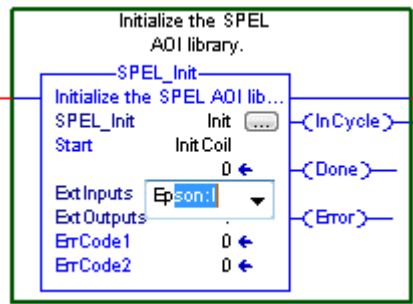 Initialize the SPEL
AOI library.
SPEL_Init
Initialize the SPEL AOI lib...
SPEL_Init Init ... (InCycle)
Start InitCoil
0 (Done)
ExtInputs Epson:I
ExtOutputs . (Error)
ErrCode1 0
ErrCode2 0